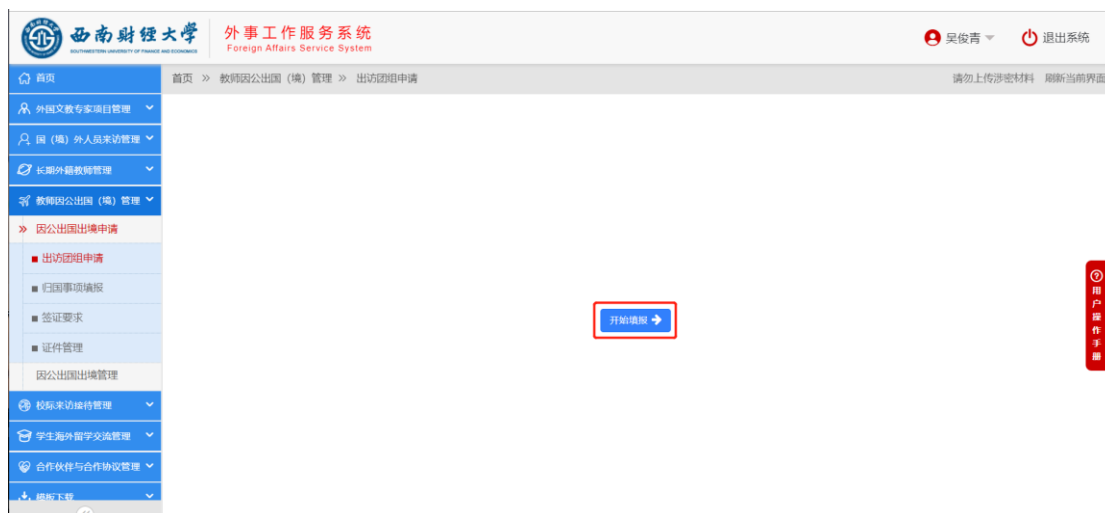 西南财经大学
SOUTHWESTERN UNIVERSITY OF FINANCE AND ECONOMICS
外事工作服务系统
Foreign Affairs Service System
吴俊青
退出系统
首页
首页 » 教师因公出国（境）管理 » 出访团组申请
请勿上传涉密材料 刷新当前界面
外国文教专家项目管理
国（境）外人员来访管理
长期外籍教师管理
教师因公出国（境）管理
因公出国出境申请
出访团组申请
归国事项填报
签证要求
证件管理
因公出国出境管理
校际来访接待管理
学生海外留学交流管理
合作伙伴与合作协议管理
模板下载
开始填报
用户操作手册